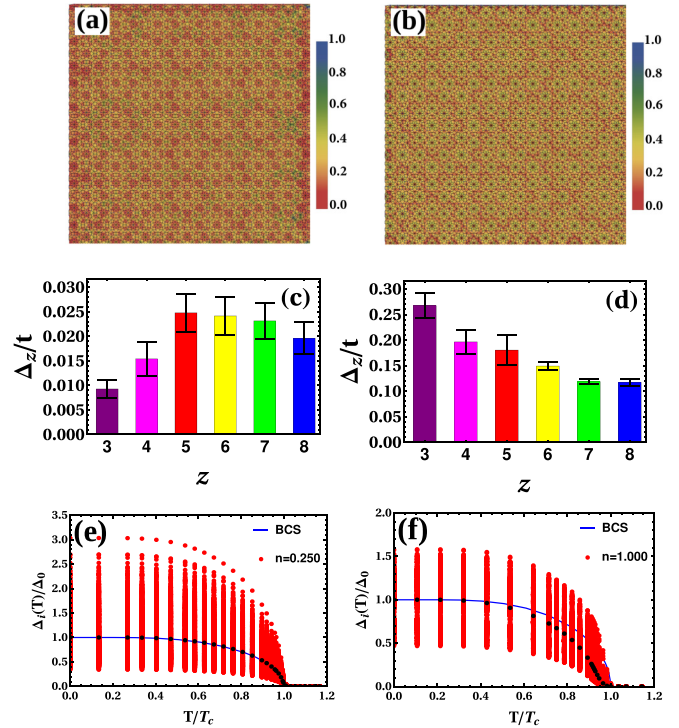 (a)
1.0
0.8
0.6
0.4
0.2
0.0
(b)
1.0
0.8
0.6
0.4
0.2
0.0
(c)
Δz/t
0.030
0.025
0.020
0.015
0.010
0.005
0.000
3 4 5 6 7 8
z
(d)
Δz/t
0.30
0.25
0.20
0.15
0.10
0.05
0.00
3 4 5 6 7 8
z
(e)
BCS
n=0.250
Δi(T)/Δ0
3.5
3.0
2.5
2.0
1.5
1.0
0.5
0.0
0.0 0.2 0.4 0.6 0.8 1.0 1.2
T/Tc
(f)
BCS
n=1.000
Δi(T)/Δ0
2.0
1.5
1.0
0.5
0.0
0.0 0.2 0.4 0.6 0.8 1.0 1.2
T/Tc